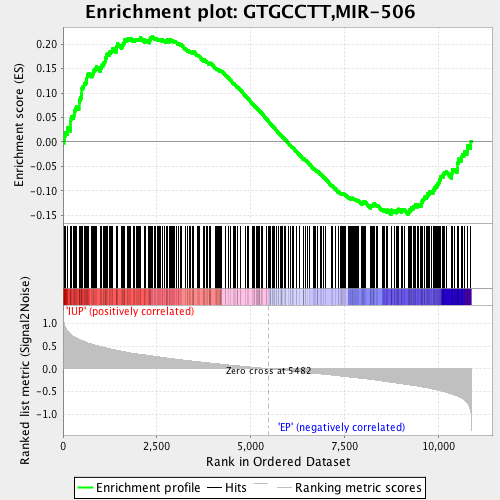 Enrichment plot: GTGCCTT,MIR-506
Enrichment score (ES)
0.20
0.15
0.10
0.05
0.00
-0.05
-0.10
-0.15
Ranked list metric (Signal2Noise)
1.0
0.5
0.0
-0.5
-1.0
'IUP' (positively correlated)
Zero cross at 5482
'EP' (negatively correlated)
0
2,500
5,000
7,500
10,000
Rank in Ordered Dataset
Enrichment profile
Hits
Ranking metric scores